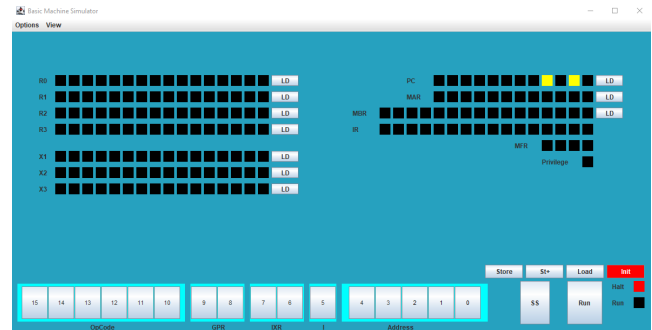 Basic Machine Simulator
Options View
R0 LD PC LD
R1 LD MAR LD
R2 LD MBR LD
R3 LD IR
MFR
X1 LD Privilege
X2 LD
X3 LD
Store St+ Load Init
Halt
15 14 13 12 11 10 9 8 7 6 5 4 3 2 1 0 SS Run Run
OpCode GPR IXR I Address